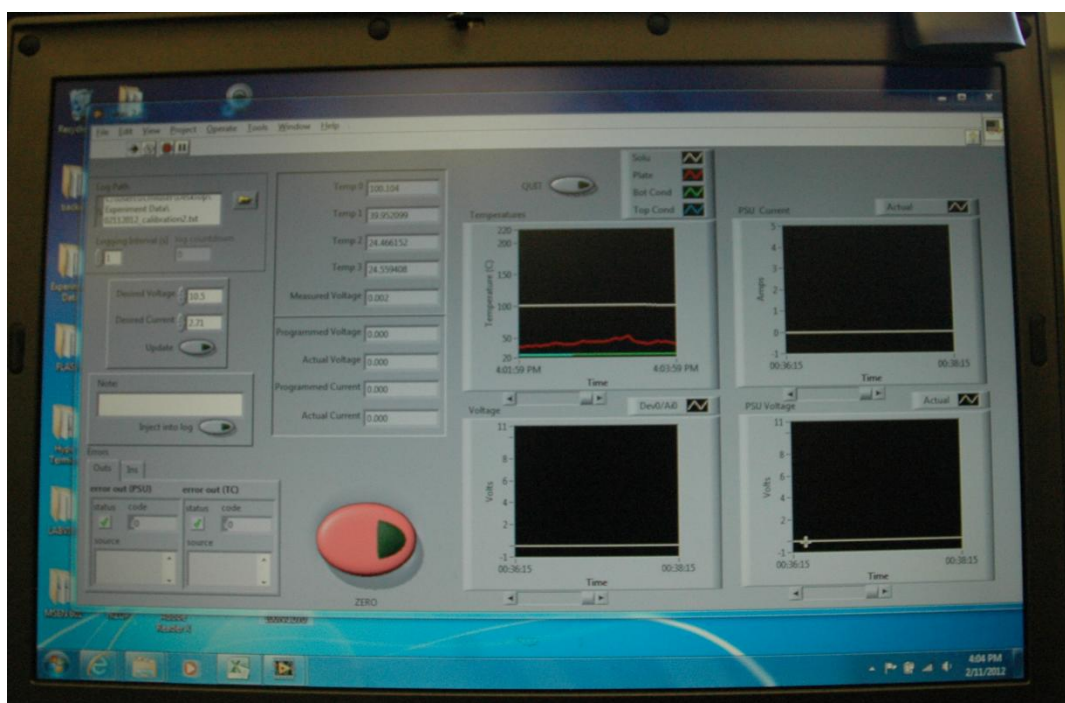 File Edit View Project Operate Tools Window Help
Log Path
Experiment Data\
02112012_calibration2.txt
Logging Interval (s)
1
0
Desired Voltage 10.5
Desired Current 2.71
Update
Note:
Inject into log
Errors
Outs Ins
error out (PSU) error out (TC)
status code status code
0 0
source source
Temp 0 100.104
Temp 1 39.952099
Temp 2 24.466152
Temp 3 24.559408
Measured Voltage 0.002
Programmed Voltage 0.000
Actual Voltage 0.000
Programmed Current 0.000
Actual Current 0.000
ZERO
QUIT
Solu
Plate
Bot Cond
Top Cond
Temperatures
Temperature (C)
220
200
150
100
50
20
4:01:59 PM 4:03:59 PM
Time
PSU Current
Actual
Amps
5
3
2
1
0
-1
00:36:15 00:38:15
Time
Voltage
Dev0/Ai0
Volts
11
8
6
4
2
-1
00:36:15 00:38:15
Time
PSU Voltage
Actual
Volts
11
8
6
4
2
-1
00:36:15 00:38:15
Time
Reader X
4:04 PM
2/11/2012